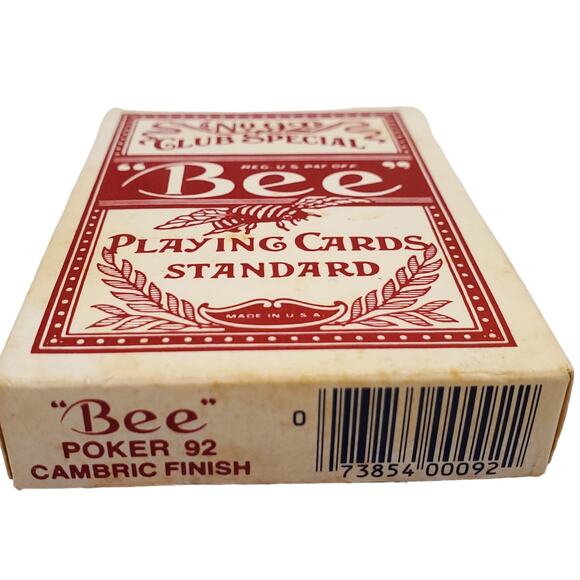 No. 92
CLUB SPECIAL
REG. U.S. PAT. OFF.
"Bee"
PLAYING CARDS
STANDARD
MADE IN U.S.A.
"Bee"
POKER 92
CAMBRIC FINISH
0
73854 00092